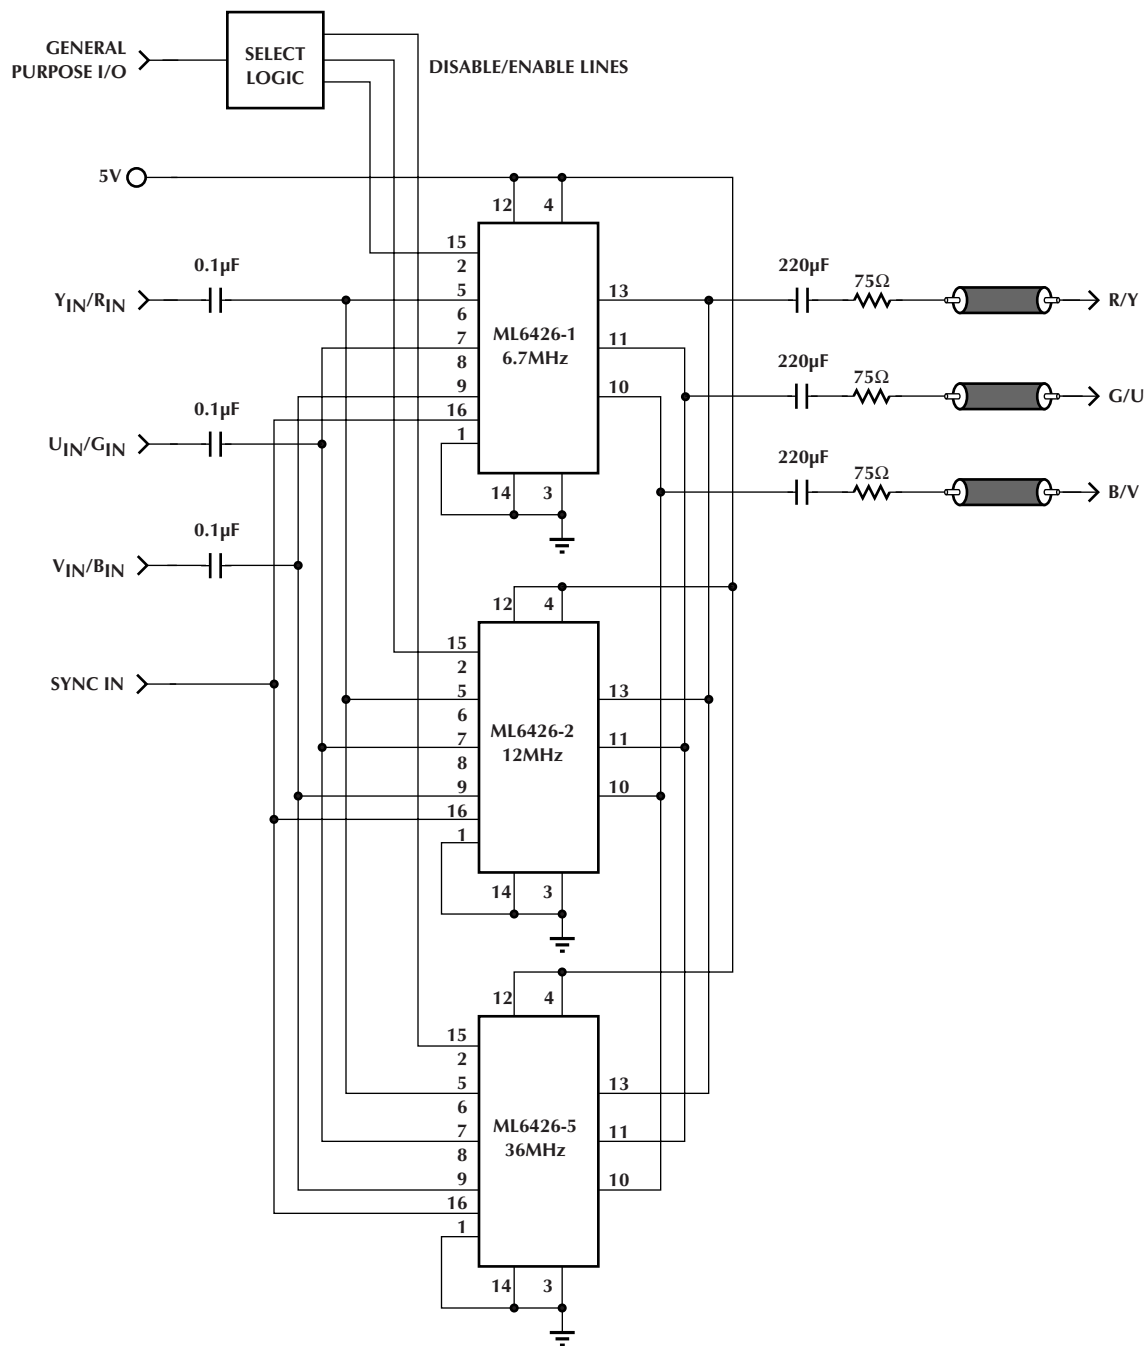 GENERAL
PURPOSE I/O
SELECT
LOGIC
DISABLE/ENABLE LINES
5V
12
4
15
2
5
6
7
8
9
16
1
ML6426-1
6.7MHz
13
11
10
14
3
0.1µF
YIN/RIN
0.1µF
UIN/GIN
0.1µF
VIN/BIN
SYNC IN
220µF
75Ω
R/Y
220µF
75Ω
G/U
220µF
75Ω
B/V
12
4
15
2
5
6
7
8
9
16
1
ML6426-2
12MHz
13
11
10
14
3
12
4
15
2
5
6
7
8
9
16
1
ML6426-5
36MHz
13
11
10
14
3